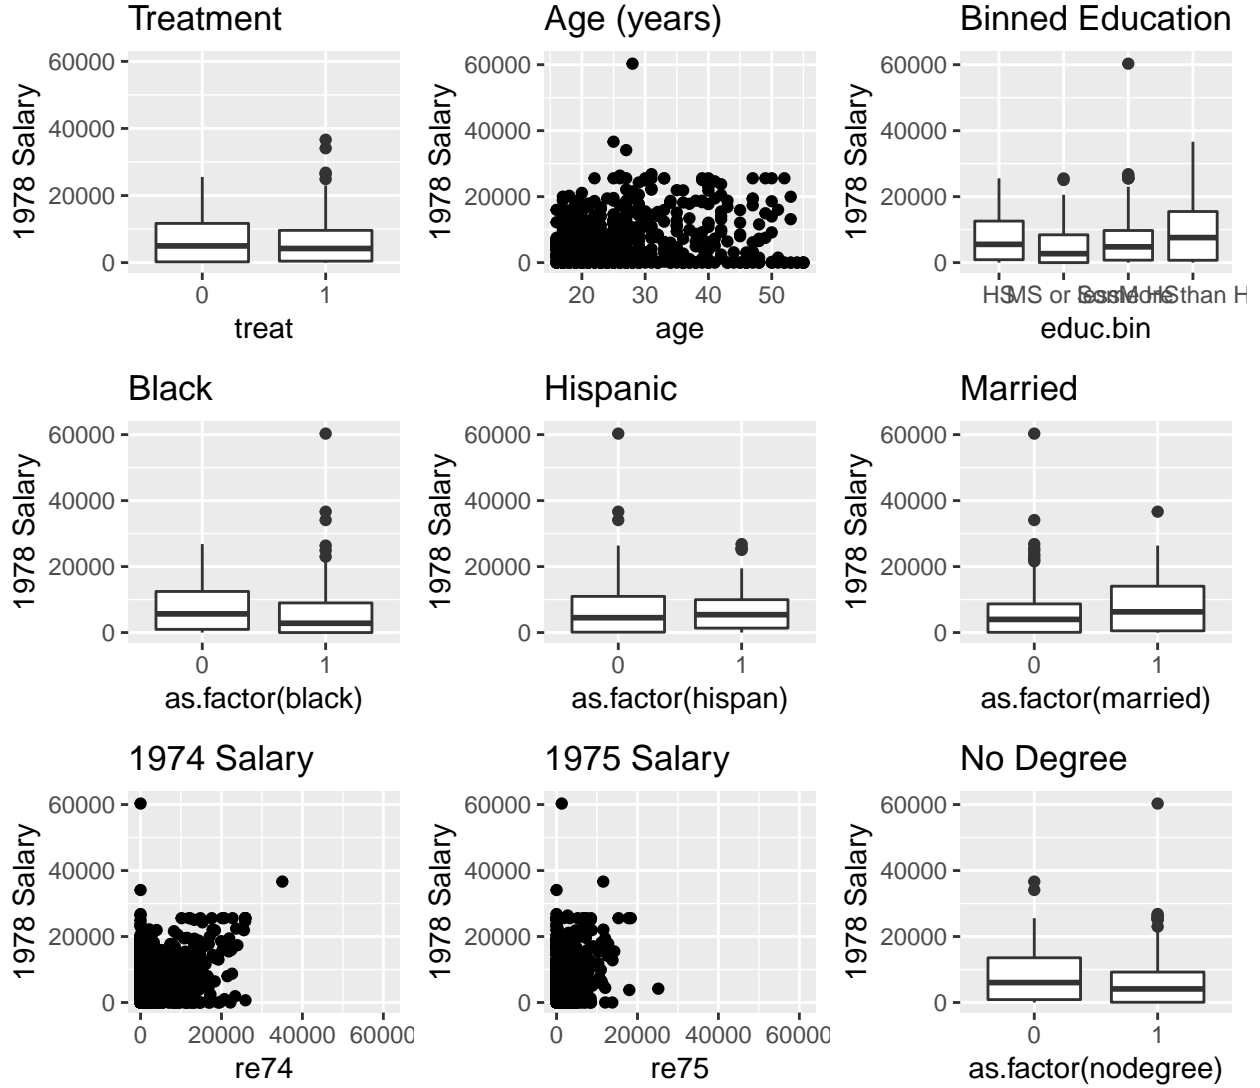 Treatment
1978 Salary
60000
40000
20000
0
0 1
treat
Age (years)
1978 Salary
60000
40000
20000
0
20 30 40 50
age
Binned Education
1978 Salary
60000
40000
20000
0
HS MS or
educ.bin
Black
1978 Salary
60000
40000
20000
0
0 1
as.factor(black)
Hispanic
1978 Salary
60000
40000
20000
0
0 1
as.factor(hispan)
Married
1978 Salary
60000
40000
20000
0
0 1
as.factor(married)
1974 Salary
1978 Salary
60000
40000
20000
0
0 20000 40000 60000
re74
1975 Salary
1978 Salary
60000
40000
20000
0
0 20000 40000 60000
re75
No Degree
1978 Salary
60000
40000
20000
0
0 1
as.factor(nodegree)